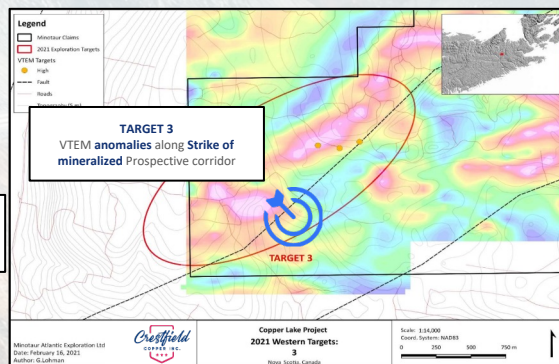 Legend
Minotaur Claims
2021 Exploration Targets
VTEM Targets
High
Fault
Roads
TARGET 3
VTEM anomalies along Strike of
mineralized Prospective corridor
TARGET 3
Minotaur Atlantic Exploration Ltd
Date: February 16, 2021
Author: G.Lohman
Crestfield
COPPER INC.
Copper Lake Project
2021 Western Targets:
3
Nova Scotia, Canada
Scale: 1:14,000
Coord. System: NAD83
0 250 500 750 m